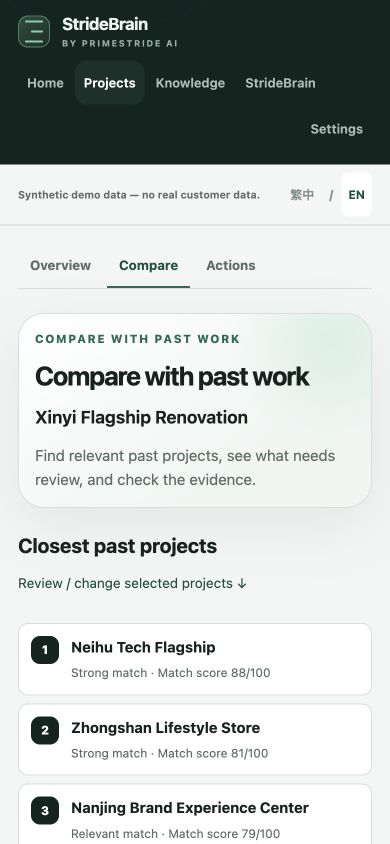 StrideBrain
BY PRIMESTRIDE AI
Home Projects Knowledge StrideBrain
Settings
Synthetic demo data — no real customer data. 繁中 / EN
Overview Compare Actions
COMPARE WITH PAST WORK
Compare with past work
Xinyi Flagship Renovation
Find relevant past projects, see what needs
review, and check the evidence.
Closest past projects
Review / change selected projects ↓
1 Neihu Tech Flagship
Strong match · Match score 88/100
2 Zhongshan Lifestyle Store
Strong match · Match score 81/100
3 Nanjing Brand Experience Center
Relevant match · Match score 79/100